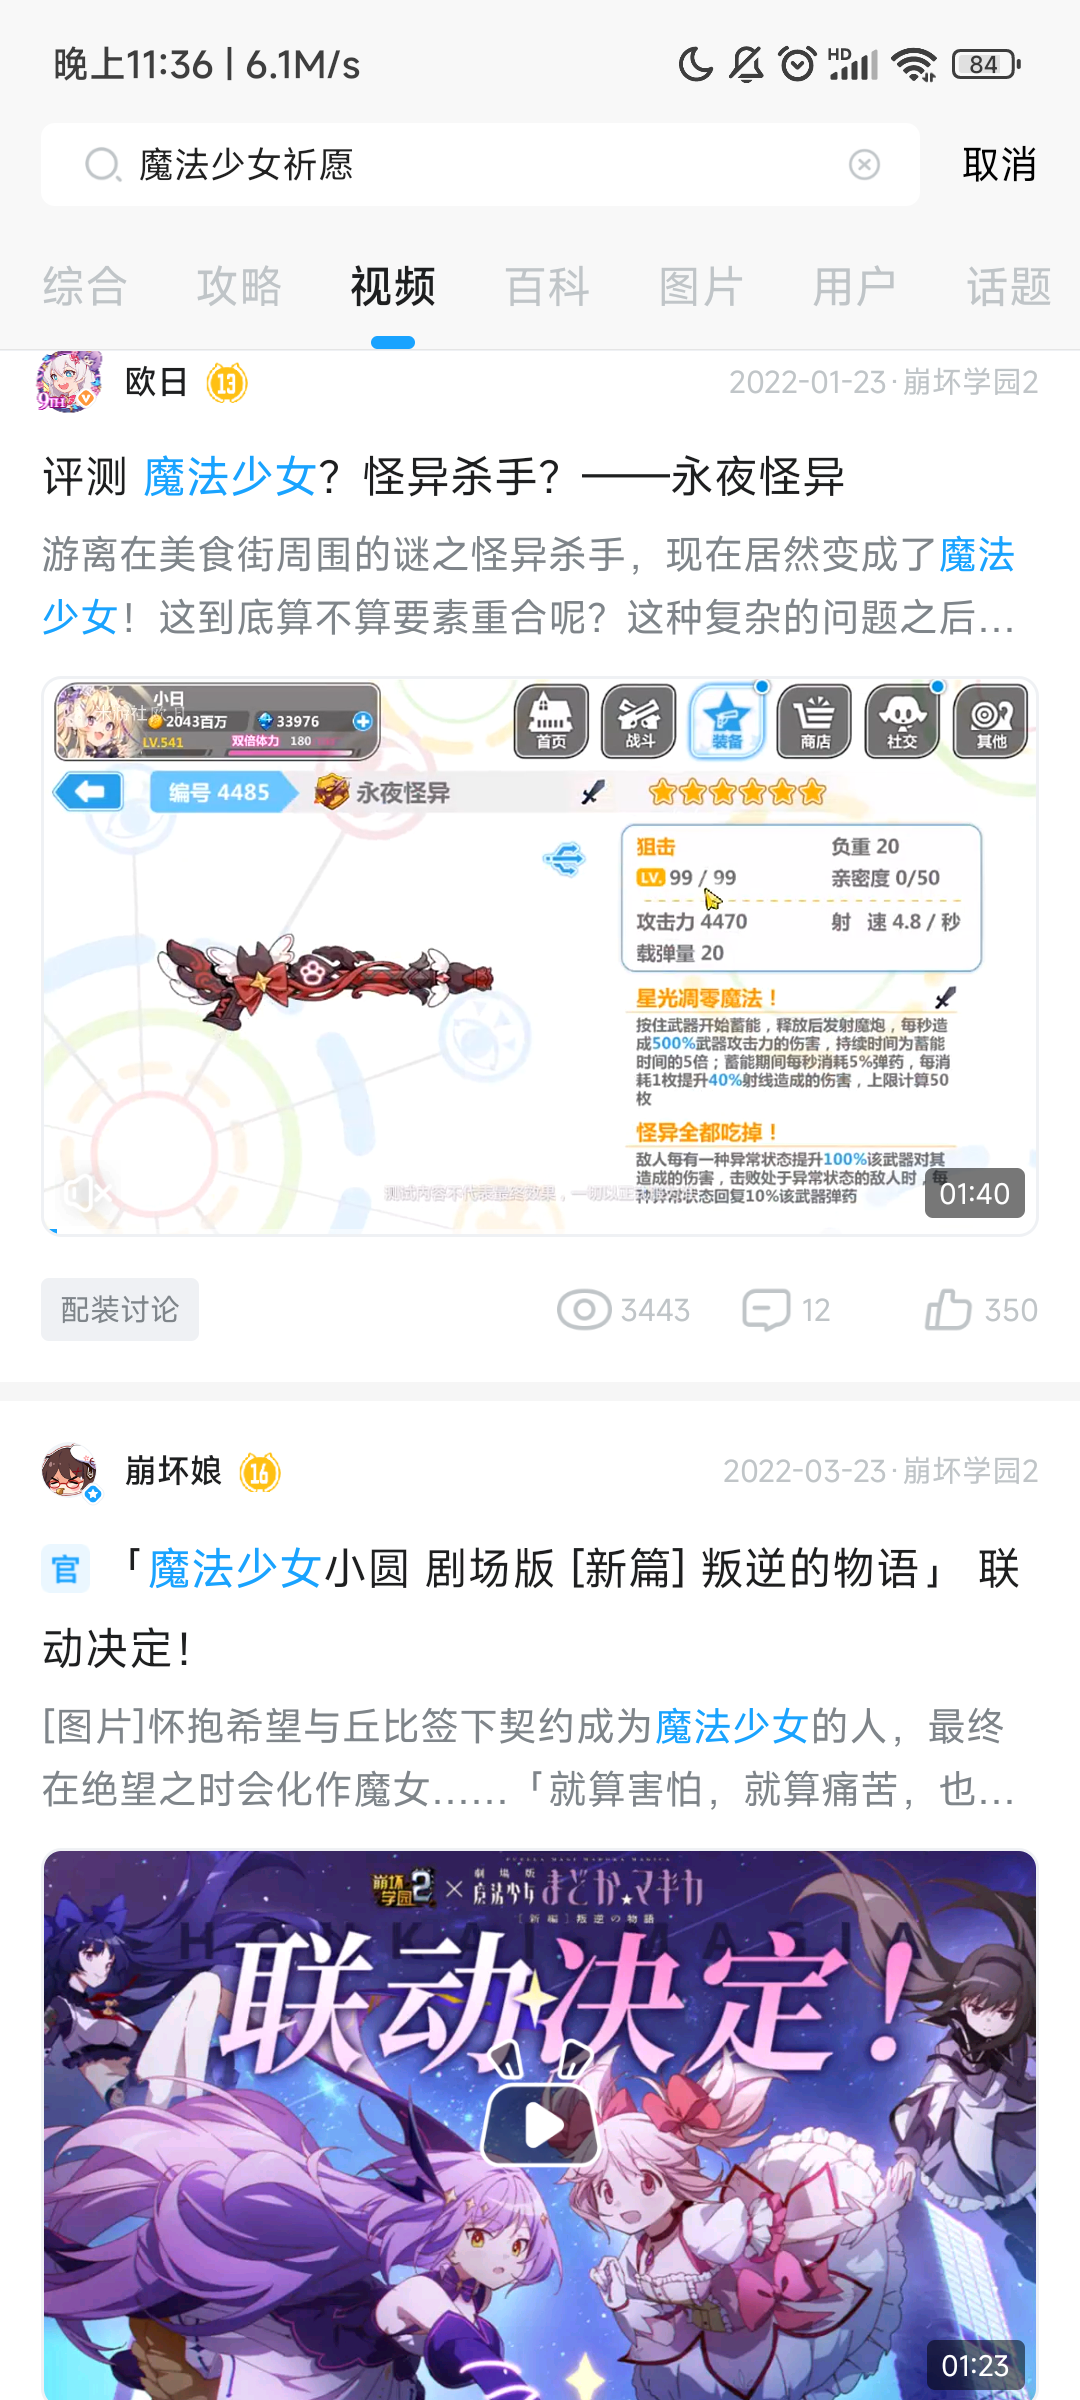 晚上11:36 | 6.1M/s
HD
84
魔法少女祈愿
取消
综合 攻略 视频 百科 图片 用户 话题
欧日 13
2022-01-23·崩坏学园2
评测 魔法少女？怪异杀手？——永夜怪异
游离在美食街周围的谜之怪异杀手，现在居然变成了魔法
少女！这到底算不算要素重合呢？这种复杂的问题之后...
小日
2043百万 33976
LV.541 双倍体力 180
首页 战斗 装备 商店 社交 其他
编号 4485 永夜怪异
狙击 负重 20
LV. 99 / 99 亲密度 0/50
攻击力 4470 射 速 4.8 / 秒
载弹量 20
星光凋零魔法！
按住武器开始蓄能，释放后发射魔炮，每秒造
成500%武器攻击力的伤害，持续时间为蓄能
时间的5倍；蓄能期间每秒消耗5%弹药，每消
耗1枚提升40%射线造成的伤害，上限计算50
枚
怪异全都吃掉！
敌人每有一种异常状态提升100%该武器对其
造成的伤害，击败处于异常状态的敌人时，每
种异常状态回复10%该武器弹药
测试内容不代表最终效果，一切以正
01:40
配装讨论
3443 12 350
崩坏娘 16
2022-03-23·崩坏学园2
官 「魔法少女小圆 剧场版 [新篇] 叛逆的物语」 联
动决定！
[图片]怀抱希望与丘比签下契约成为魔法少女的人，最终
在绝望之时会化作魔女……「就算害怕，就算痛苦，也...
崩坏学园2 × 劇場版 魔法少女まどか★マギカ
［新編］叛逆の物語
联动决定！
01:23